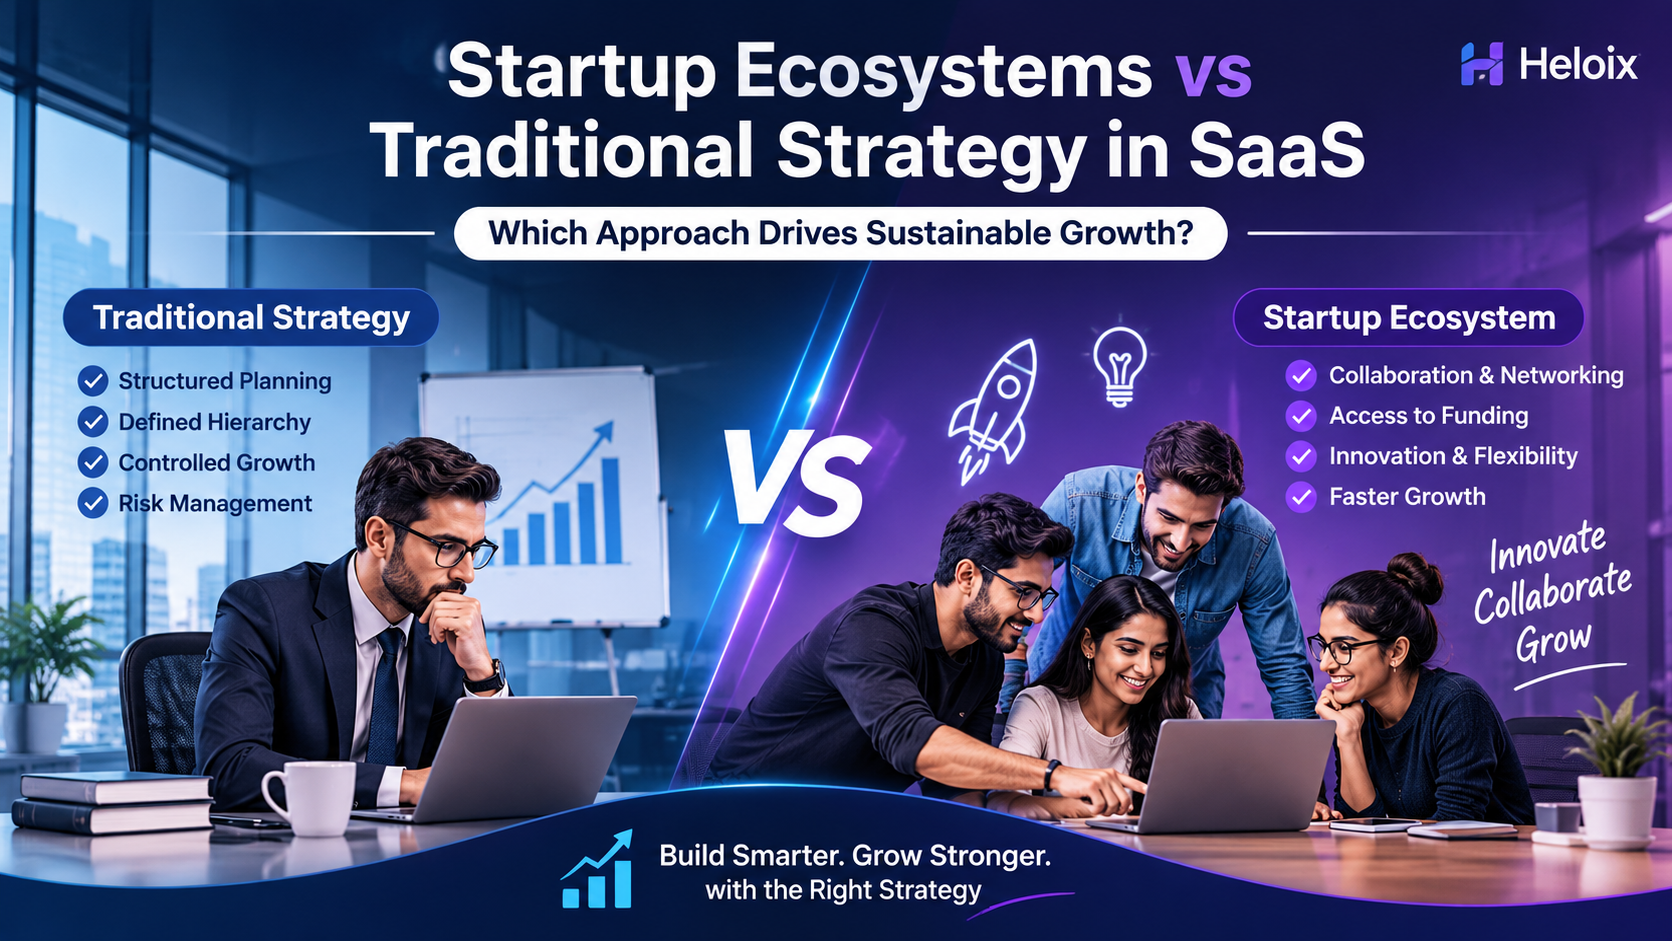 Startup Ecosystems vs
Traditional Strategy in SaaS
Heloix
Which Approach Drives Sustainable Growth?
Traditional Strategy
Structured Planning
Defined Hierarchy
Controlled Growth
Risk Management
VS
Startup Ecosystem
Collaboration & Networking
Access to Funding
Innovation & Flexibility
Faster Growth
Innovate
Collaborate
Grow
Build Smarter. Grow Stronger.
with the Right Strategy